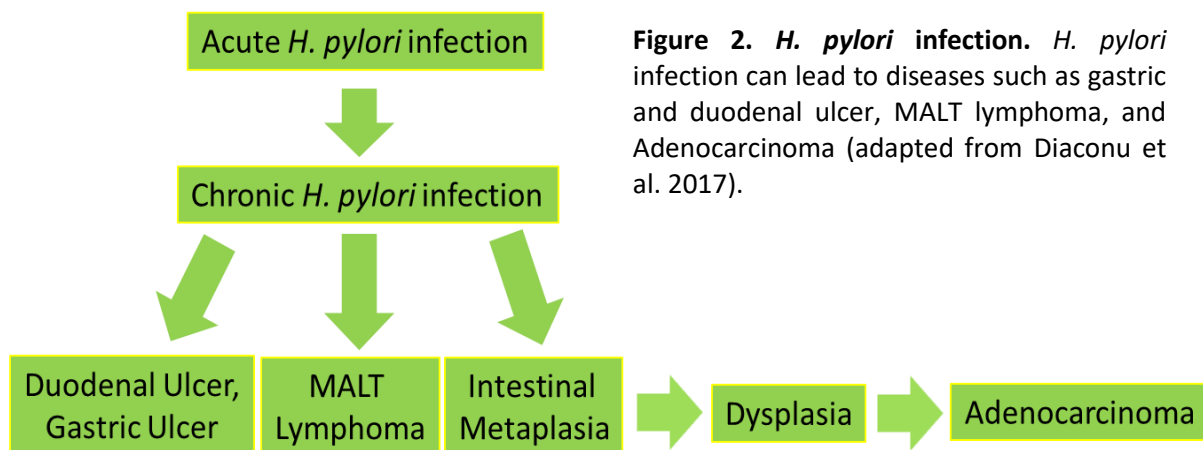 Acute H. pylori infection
Figure 2. H. pylori infection. H. pylori
infection can lead to diseases such as gastric
and duodenal ulcer, MALT lymphoma, and
Adenocarcinoma (adapted from Diaconu et
al. 2017).
Chronic H. pylori infection
Duodenal Ulcer,
Gastric Ulcer
MALT
Lymphoma
Intestinal
Metaplasia
Dysplasia
Adenocarcinoma